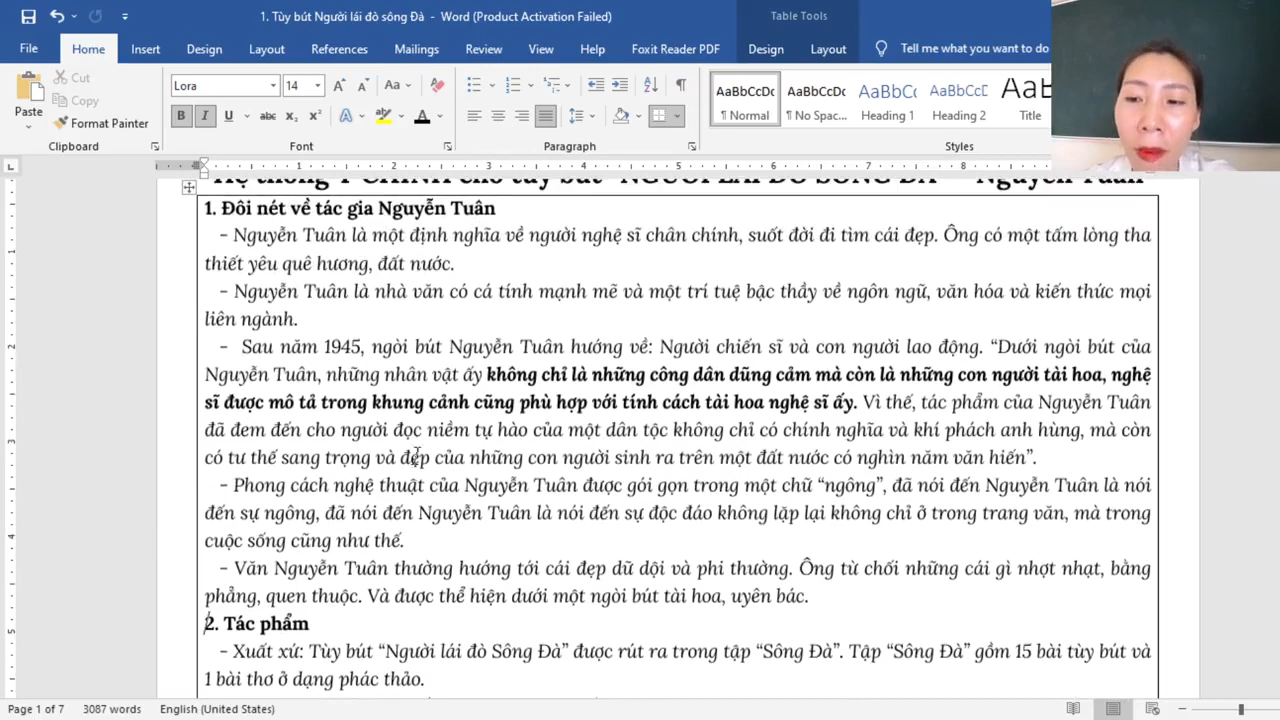 1. Tùy bút Người lái đò sông Đà - Word (Product Activation Failed)
Table Tools
File Home Insert Design Layout References Mailings Review View Help Foxit Reader PDF Design Layout Tell me what you want to do
Cut
Copy
Format Painter
Paste
Lora 14
AaBbCcDc AaBbCcDc AaBbCc AaBbCcD AaBb
¶ Normal ¶ No Spac... Heading 1 Heading 2 Title
Clipboard Font Paragraph Styles
Hệ thống Ý CHÍNH cho tùy bút "NGƯỜI LÁI ĐÒ SÔNG ĐÀ" - Nguyễn Tuân
1. Đôi nét về tác gia Nguyễn Tuân
- Nguyễn Tuân là một định nghĩa về người nghệ sĩ chân chính, suốt đời đi tìm cái đẹp. Ông có một tấm lòng tha
thiết yêu quê hương, đất nước.
- Nguyễn Tuân là nhà văn có cá tính mạnh mẽ và một trí tuệ bậc thầy về ngôn ngữ, văn hóa và kiến thức mọi
liên ngành.
- Sau năm 1945, ngòi bút Nguyễn Tuân hướng về: Người chiến sĩ và con người lao động. “Dưới ngòi bút của
Nguyễn Tuân, những nhân vật ấy không chỉ là những công dân dũng cảm mà còn là những con người tài hoa, nghệ
sĩ được mô tả trong khung cảnh cũng phù hợp với tính cách tài hoa nghệ sĩ ấy. Vì thế, tác phẩm của Nguyễn Tuân
đã đem đến cho người đọc niềm tự hào của một dân tộc không chỉ có chính nghĩa và khí phách anh hùng, mà còn
có tư thế sang trọng và đẹp của những con người sinh ra trên một đất nước có nghìn năm văn hiến”.
- Phong cách nghệ thuật của Nguyễn Tuân được gói gọn trong một chữ “ngông”, đã nói đến Nguyễn Tuân là nói
đến sự ngông, đã nói đến Nguyễn Tuân là nói đến sự độc đáo không lặp lại không chỉ ở trong trang văn, mà trong
cuộc sống cũng như thế.
- Văn Nguyễn Tuân thường hướng tới cái đẹp dữ dội và phi thường. Ông từ chối những cái gì nhợt nhạt, bằng
phẳng, quen thuộc. Và được thể hiện dưới một ngòi bút tài hoa, uyên bác.
2. Tác phẩm
- Xuất xứ: Tùy bút “Người lái đò Sông Đà” được rút ra trong tập “Sông Đà”. Tập “Sông Đà” gồm 15 bài tùy bút và
1 bài thơ ở dạng phác thảo.
Page 1 of 7 3087 words English (United States)